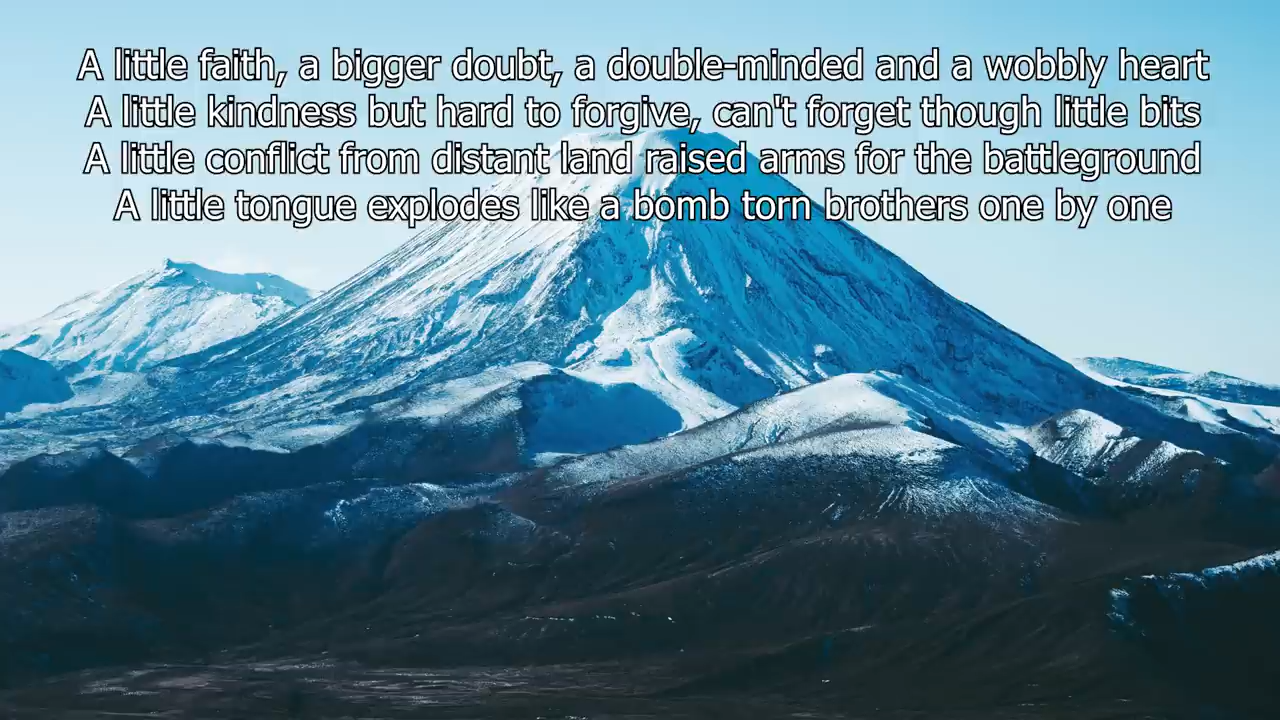 A little faith, a bigger doubt, a double-minded and a wobbly heart
A little kindness but hard to forgive, can't forget though little bits
A little conflict from distant land raised arms for the battleground
A little tongue explodes like a bomb torn brothers one by one